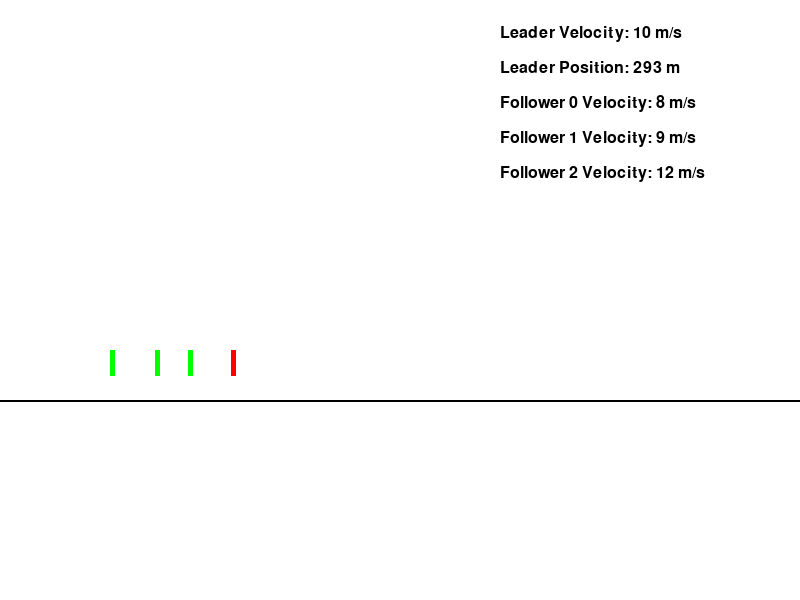 Leader Velocity: 10 m/s
Leader Position: 293 m
Follower 0 Velocity: 8 m/s
Follower 1 Velocity: 9 m/s
Follower 2 Velocity: 12 m/s